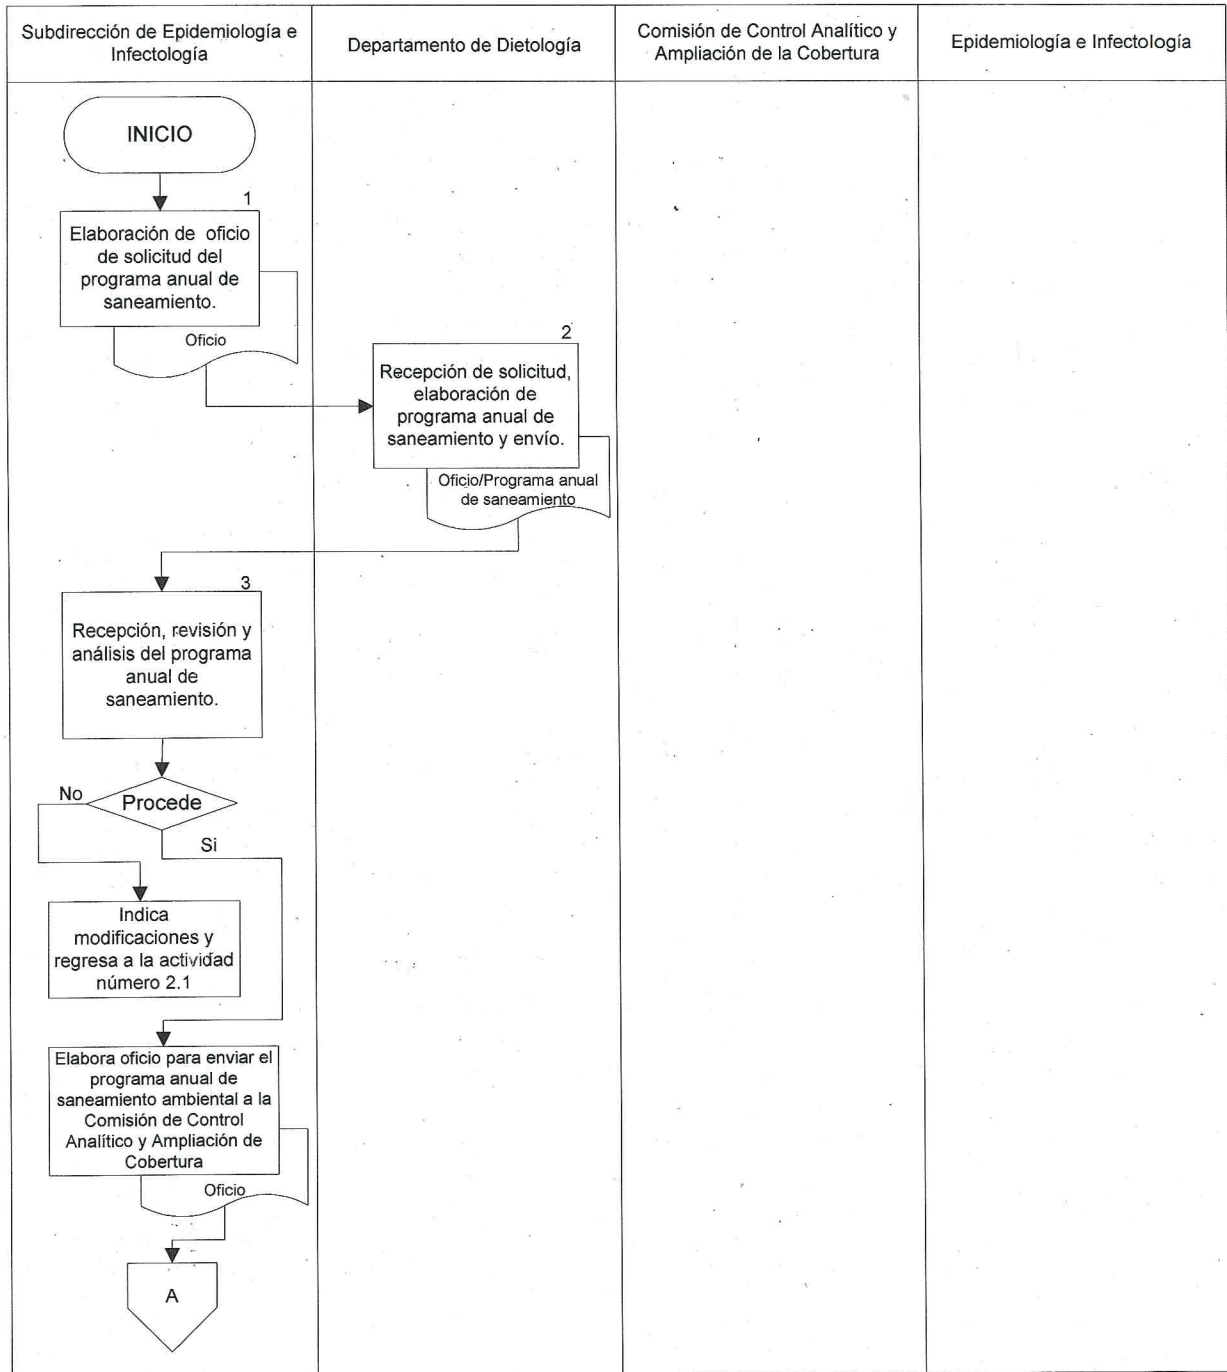 Subdirección de Epidemiología e
Infectología
Departamento de Dietología
Comisión de Control Analítico y
Ampliación de la Cobertura
Epidemiología e Infectología
INICIO
1
Elaboración de oficio
de solicitud del
programa anual de
saneamiento.
Oficio
2
Recepción de solicitud,
elaboración de
programa anual de
saneamiento y envío.
Oficio/Programa anual
de saneamiento
3
Recepción, revisión y
análisis del programa
anual de
saneamiento.
Procede
No
Si
Indica
modificaciones y
regresa a la actividad
número 2.1
Elabora oficio para enviar el
programa anual de
saneamiento ambiental a la
Comisión de Control
Analítico y Ampliación de
Cobertura
Oficio
A